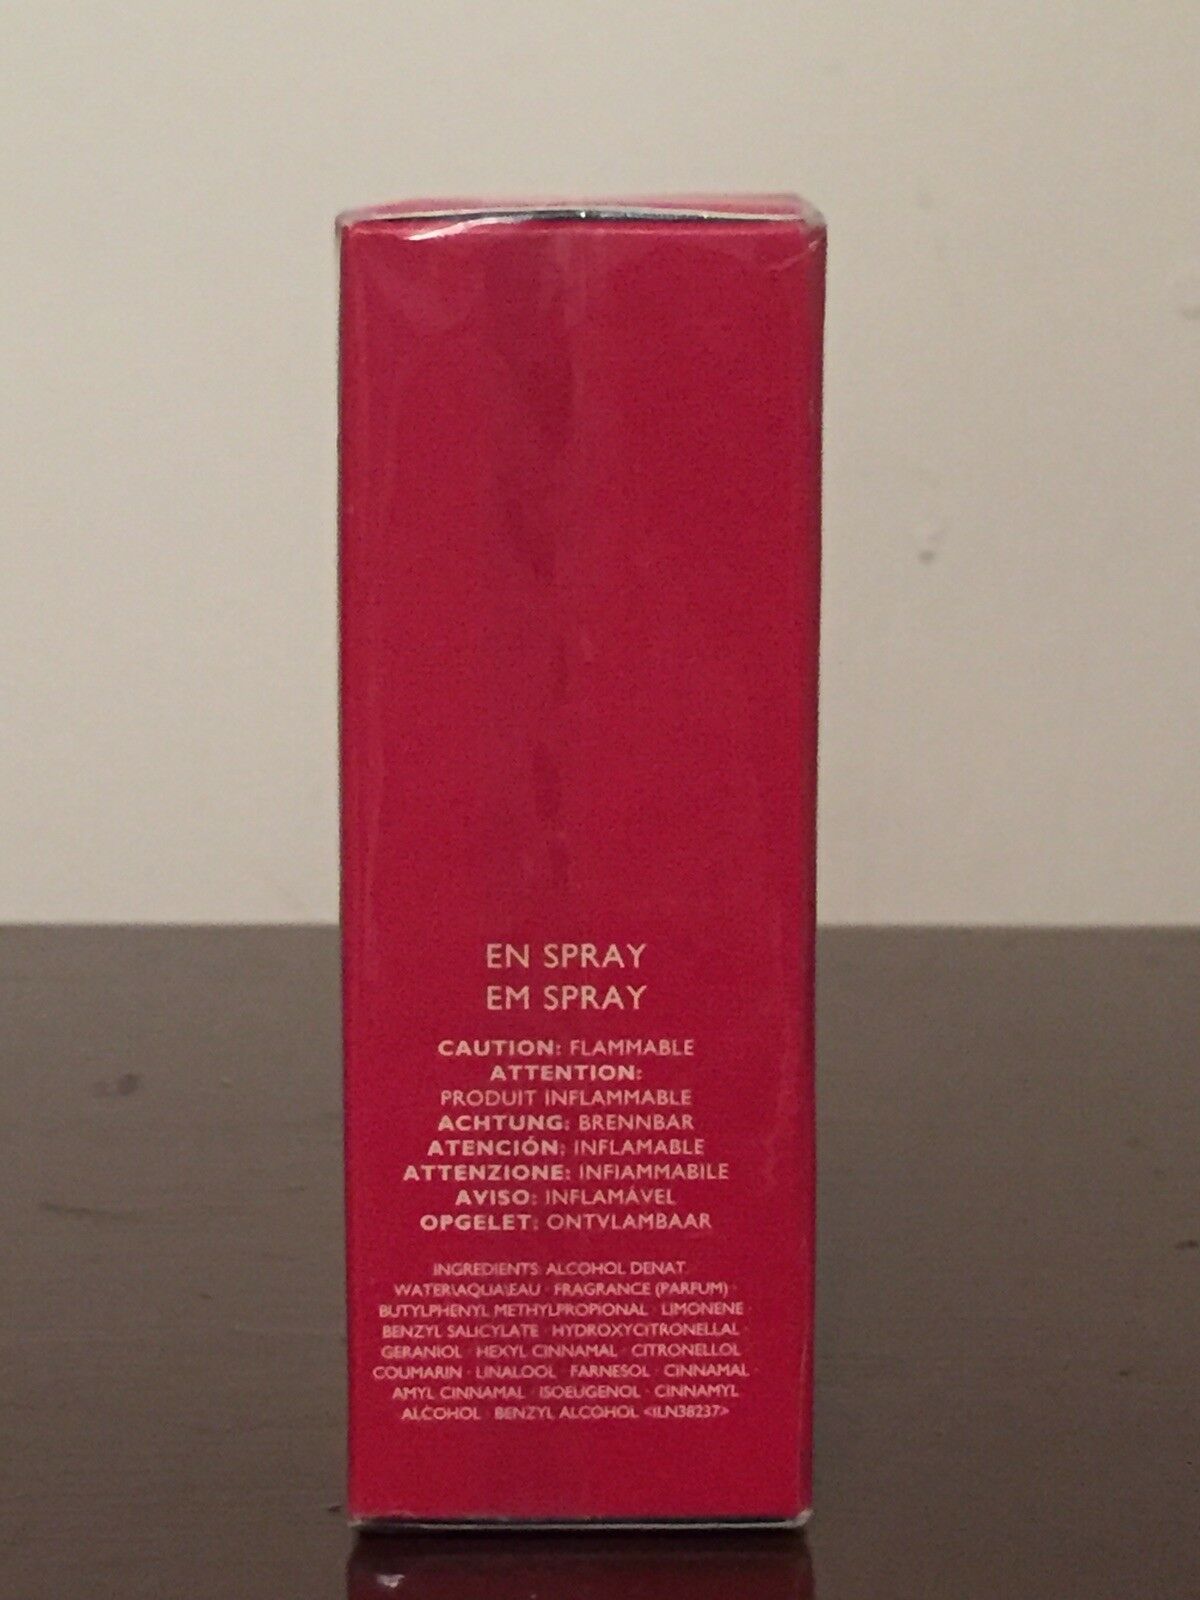 EN SPRAY
EM SPRAY
CAUTION: FLAMMABLE
ATTENTION:
PRODUIT INFLAMMABLE
ACHTUNG: BRENNBAR
ATENCIÓN: INFLAMABLE
ATTENZIONE: INFIAMMABILE
AVISO: INFLAMÁVEL
OPGELET: ONTVLAMBAAR
INGREDIENTS: ALCOHOL DENAT.
WATER\AQUA\EAU · FRAGRANCE (PARFUM) ·
BUTYLPHENYL METHYLPROPIONAL · LIMONENE ·
BENZYL SALICYLATE · HYDROXYCITRONELLAL ·
GERANIOL · HEXYL CINNAMAL · CITRONELLOL ·
COUMARIN · LINALOOL · FARNESOL · CINNAMAL ·
AMYL CINNAMAL · ISOEUGENOL · CINNAMYL
ALCOHOL · BENZYL ALCOHOL <ILN38237>